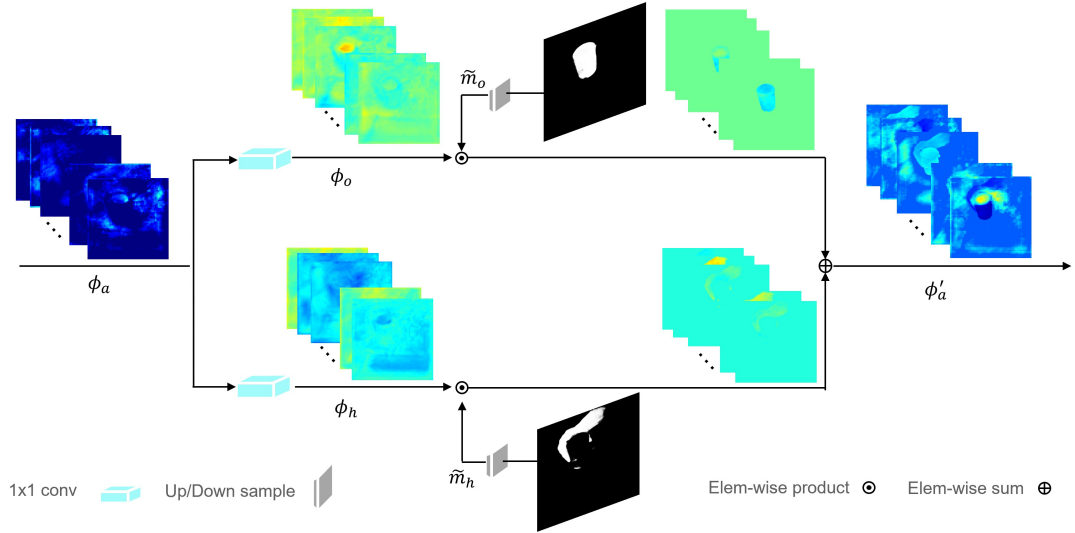 m̃ₒ
ϕₒ
ϕₐ
ϕ′ₐ
ϕₕ
m̃ₕ
1x1 conv
Up/Down sample
Elem-wise product ⊙
Elem-wise sum ⊕